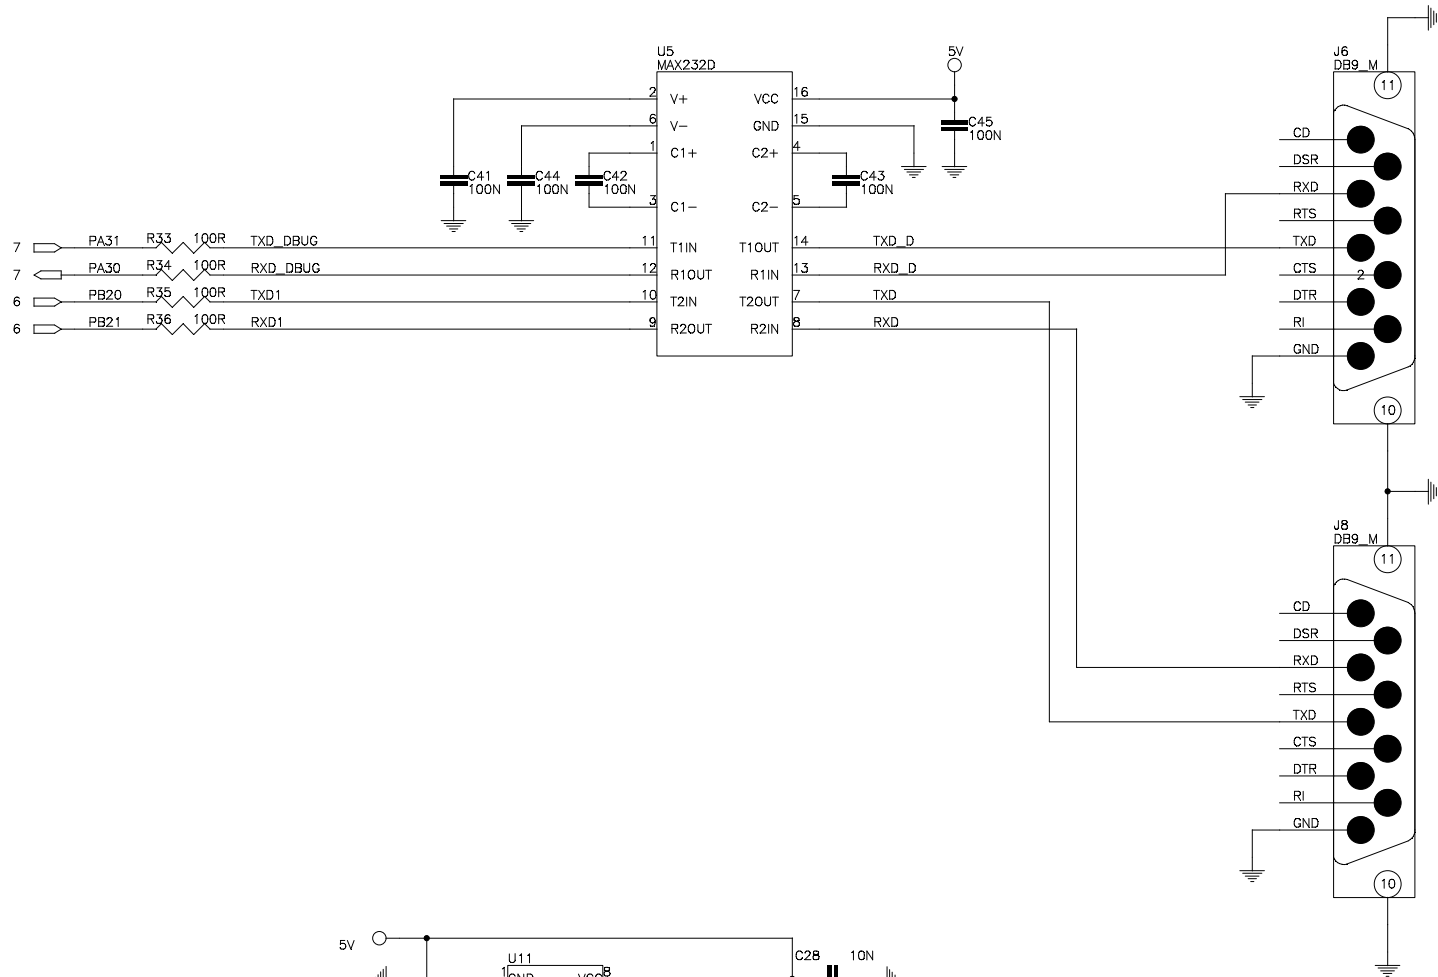 U5
MAX232D
5V
J6
DB9_M
11
2 V+ VCC 16
6 V- GND 15
1 C1+ C2+ 4
3 C1- C2- 5
C41
100N
C44
100N
C42
100N
C43
100N
C45
100N
7 PA31 R33 100R TXD_DBUG 11 T1IN T1OUT 14 TXD_D
7 PA30 R34 100R RXD_DBUG 12 R1OUT R1IN 13 RXD_D
6 PB20 R35 100R TXD1 10 T2IN T2OUT 7 TXD
6 PB21 R36 100R RXD1 9 R2OUT R2IN 8 RXD
CD
DSR
RXD
RTS
TXD
CTS 2
DTR
RI
GND
10
J8
DB9_M
11
CD
DSR
RXD
RTS
TXD
CTS
DTR
RI
GND
10
5V
U11
1 GND VCC 8
C28 10N